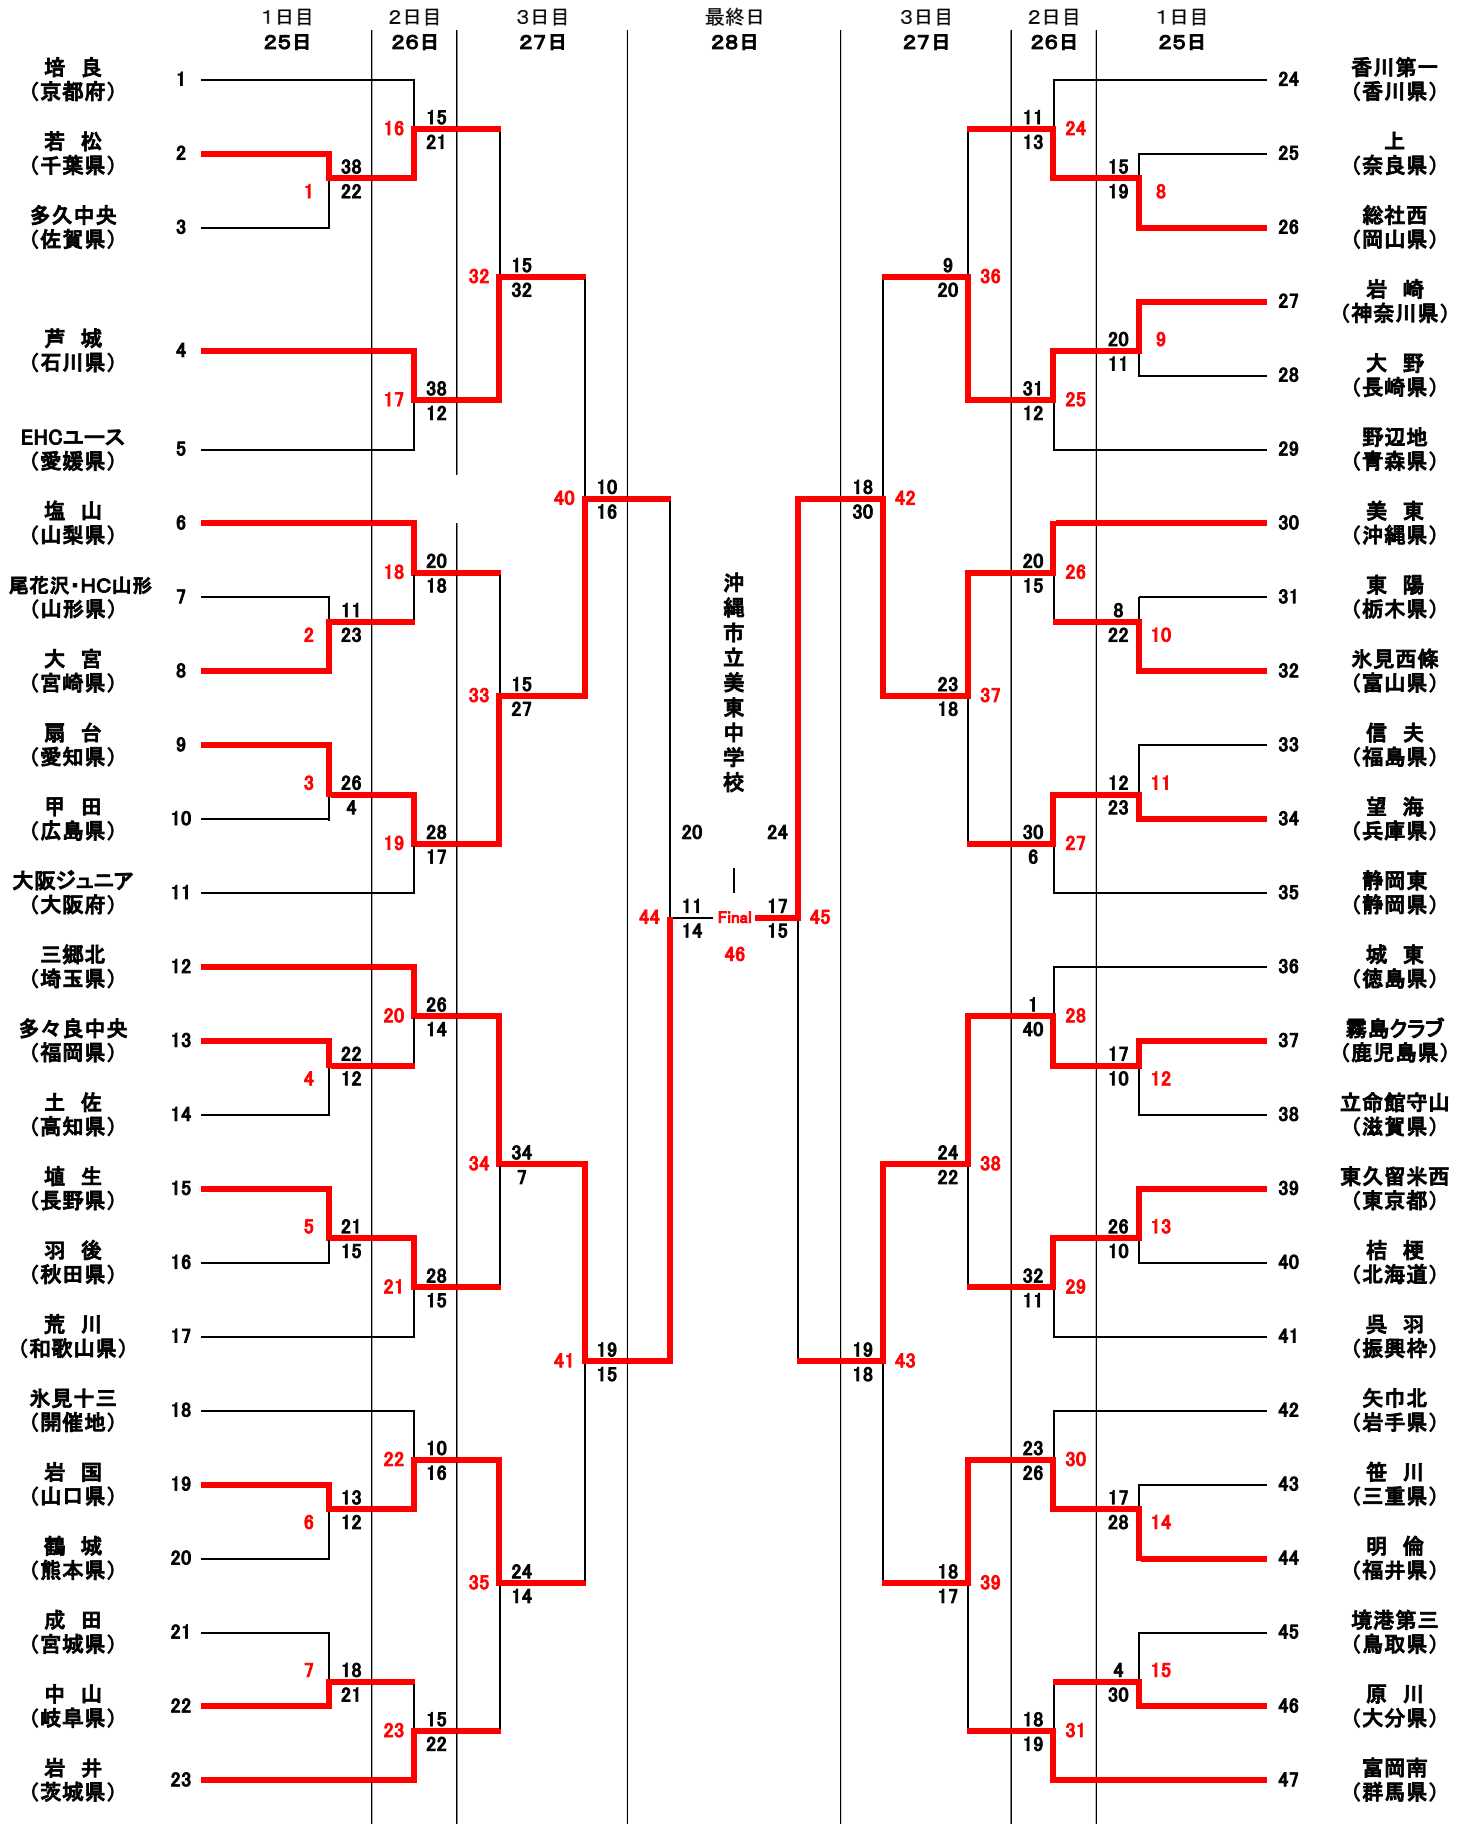 1日目 2日目 3日目 最終日 3日目 2日目 1日目
25日 26日 27日 28日 27日 26日 25日
培 良
（京都府）
1
若 松
（千葉県）
2
多久中央
（佐賀県）
3
芦 城
（石川県）
4
EHCユース
（愛媛県）
5
塩 山
（山梨県）
6
尾花沢・HC山形
（山形県）
7
大 宮
（宮崎県）
8
扇 台
（愛知県）
9
甲 田
（広島県）
10
大阪ジュニア
（大阪府）
11
三郷北
（埼玉県）
12
多々良中央
（福岡県）
13
土 佐
（高知県）
14
埴 生
（長野県）
15
羽 後
（秋田県）
16
荒 川
（和歌山県）
17
氷見十三
（開催地）
18
岩 国
（山口県）
19
鶴 城
（熊本県）
20
成 田
（宮城県）
21
中 山
（岐阜県）
22
岩 井
（茨城県）
23
1
38
22
2
11
23
3
26
4
4
22
12
5
21
15
6
13
12
7
18
21
16
15
21
17
38
12
18
20
18
19
28
17
20
26
14
21
28
15
22
10
16
23
15
22
32
15
32
33
15
27
34
34
7
35
24
14
40
10
16
41
19
15
44
11
14
沖縄市立美東中学校
20 24
Final
46
17
15
45
18
30
42
19
18
43
9
20
36
23
18
37
24
22
38
18
17
39
11
13
24
31
12
25
20
15
26
30
6
27
1
40
28
32
11
29
23
26
30
18
19
31
15
19
8
20
11
9
8
22
10
12
23
11
17
10
12
26
10
13
17
28
14
4
30
15
24
香川第一
（香川県）
25
上
（奈良県）
26
総社西
（岡山県）
27
岩 崎
（神奈川県）
28
大 野
（長崎県）
29
野辺地
（青森県）
30
美 東
（沖縄県）
31
東 陽
（栃木県）
32
氷見西條
（富山県）
33
信 夫
（福島県）
34
望 海
（兵庫県）
35
静岡東
（静岡県）
36
城 東
（徳島県）
37
霧島クラブ
（鹿児島県）
38
立命館守山
（滋賀県）
39
東久留米西
（東京都）
40
桔 梗
（北海道）
41
呉 羽
（振興枠）
42
矢巾北
（岩手県）
43
笹 川
（三重県）
44
明 倫
（福井県）
45
境港第三
（鳥取県）
46
原 川
（大分県）
47
富岡南
（群馬県）